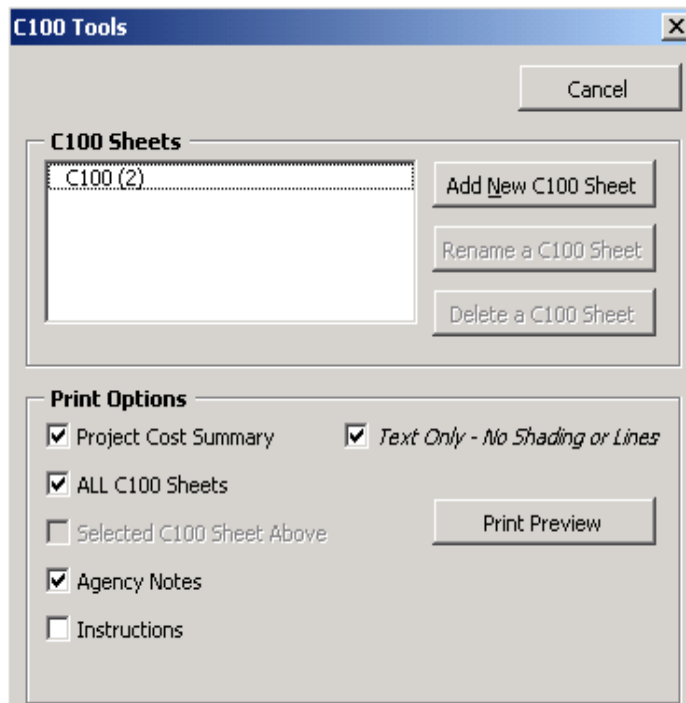 C100 Tools
Cancel
C100 Sheets
C100 (2)
Add New C100 Sheet
Rename a C100 Sheet
Delete a C100 Sheet
Print Options
Project Cost Summary
Text Only - No Shading or Lines
ALL C100 Sheets
Selected C100 Sheet Above
Print Preview
Agency Notes
Instructions